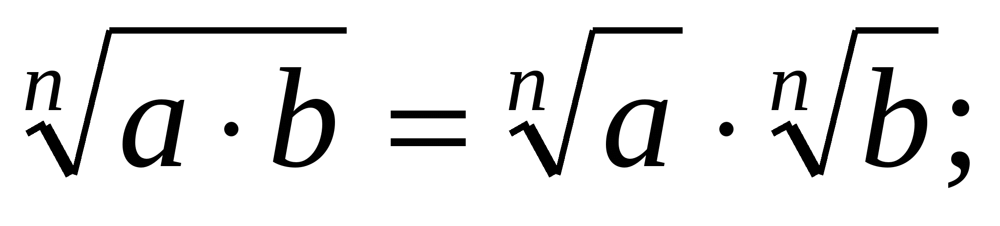 ⁿ√(a · b) = ⁿ√a · ⁿ√b;